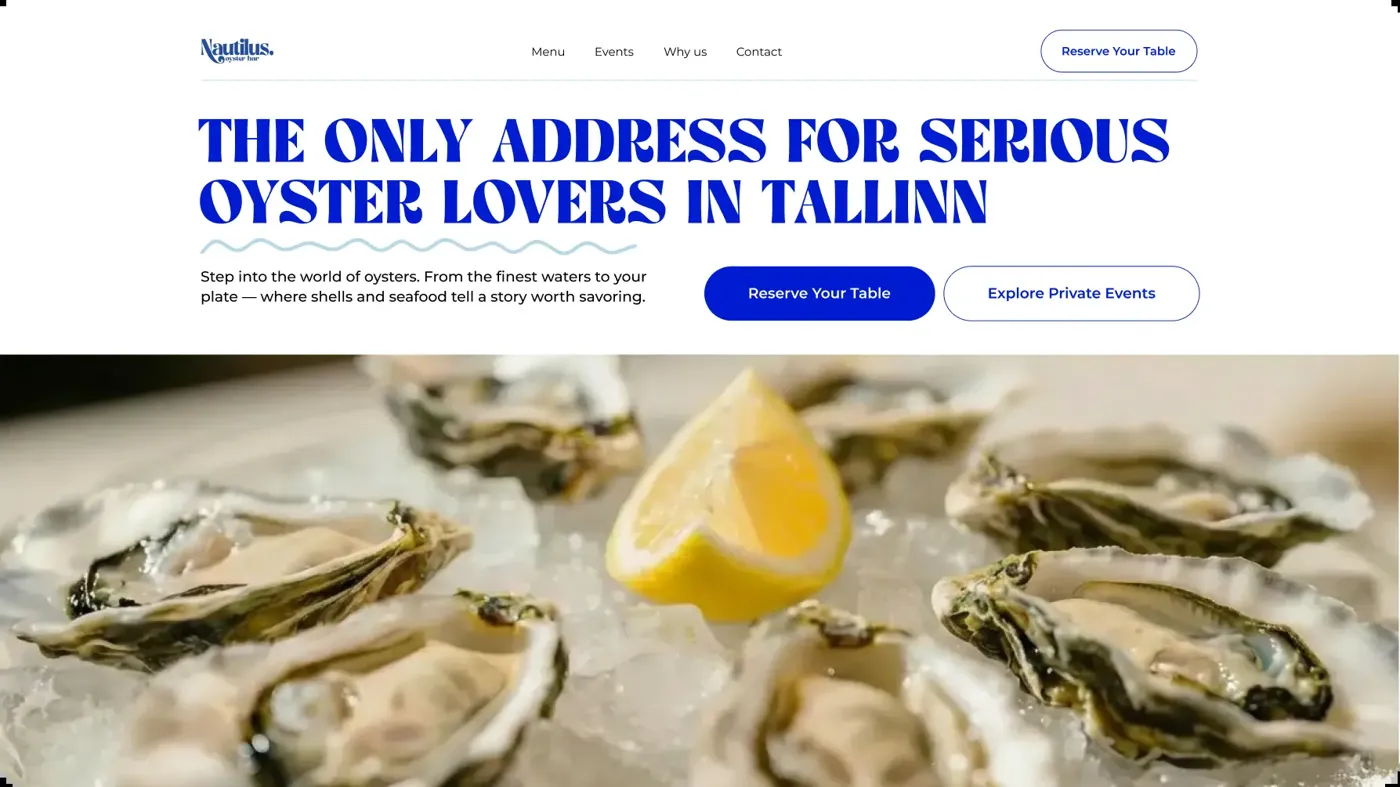 Nautilus.
oyster bar
Menu
Events
Why us
Contact
Reserve Your Table
THE ONLY ADDRESS FOR SERIOUS
OYSTER LOVERS IN TALLINN
Step into the world of oysters. From the finest waters to your
plate — where shells and seafood tell a story worth savoring.
Reserve Your Table
Explore Private Events